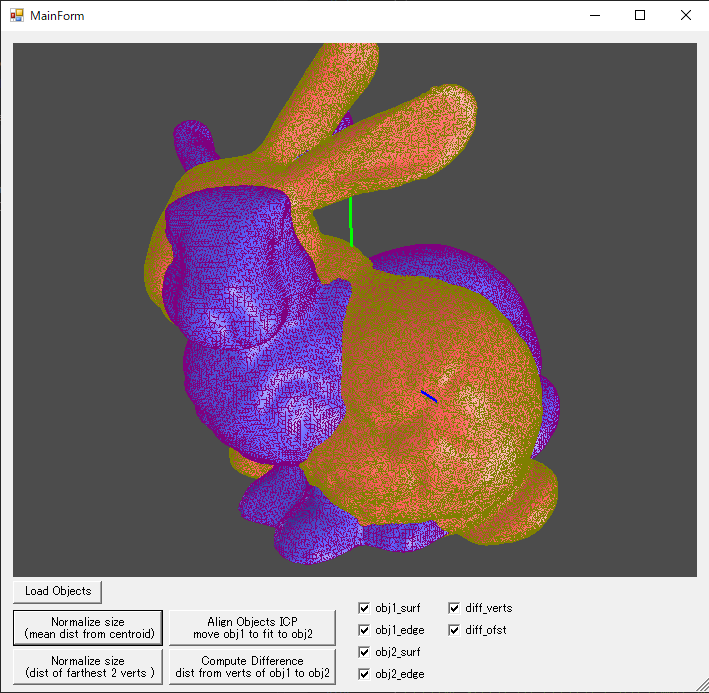 MainForm
Load Objects
Normalize size
(mean dist from centroid)
Align Objects ICP
move obj1 to fit to obj2
Normalize size
(dist of farthest 2 verts )
Compute Difference
dist from verts of obj1 to obj2
obj1_surf
obj1_edge
obj2_surf
obj2_edge
diff_verts
diff_ofst